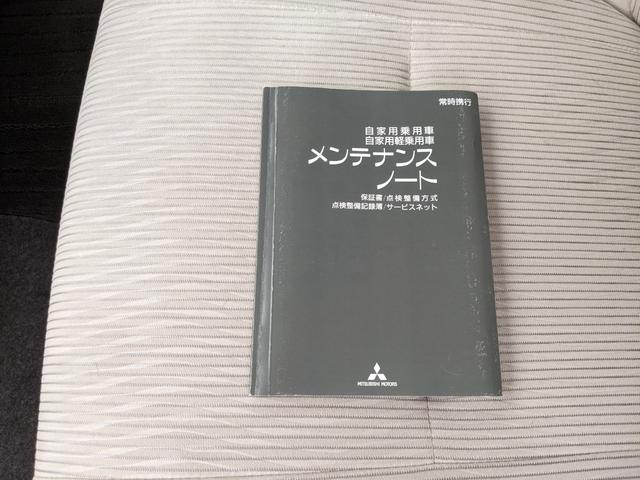 常時携行
自家用乗用車
自家用軽乗用車
メンテナンス
ノート
保証書/点検整備方式
点検整備記録簿/サービスネット
MITSUBISHI MOTORS